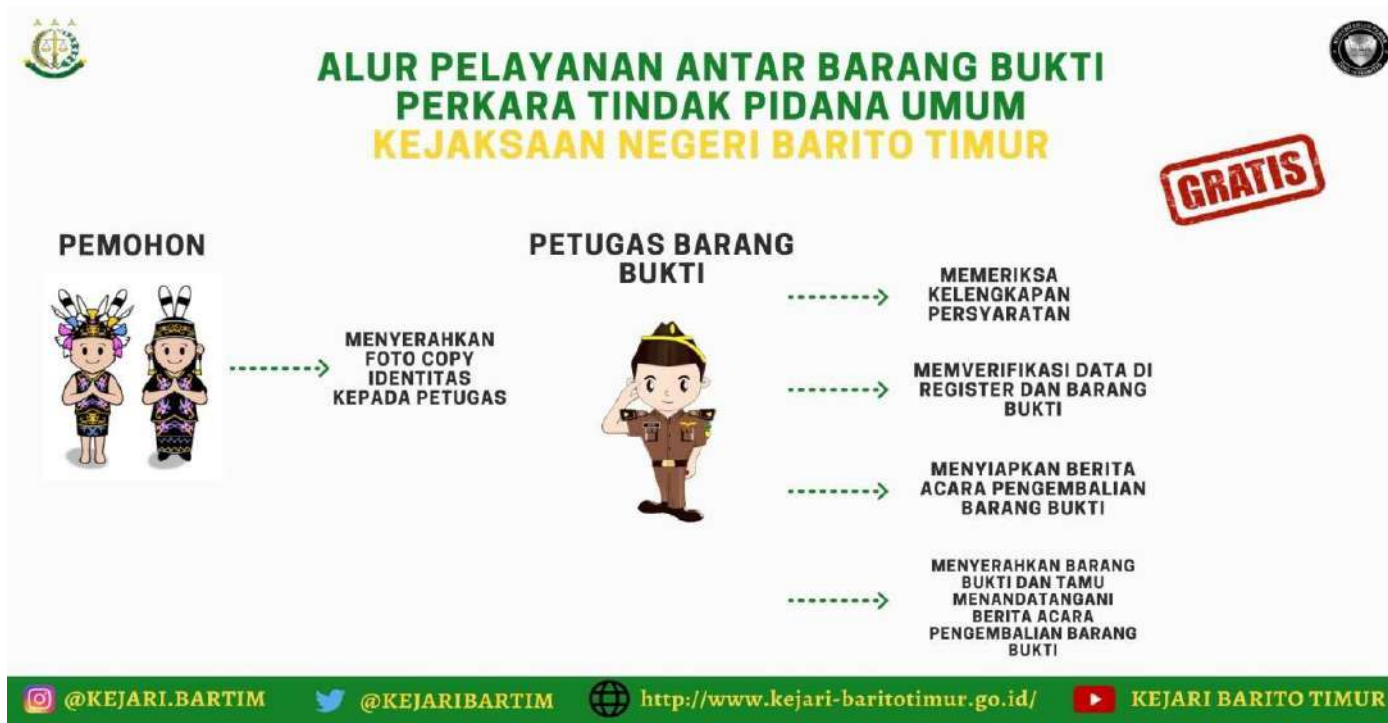 ALUR PELAYANAN ANTAR BARANG BUKTI
PERKARA TINDAK PIDANA UMUM
KEJAKSAAN NEGERI BARITO TIMUR
GRATIS
PEMOHON
MENYERAHKAN
FOTO COPY
IDENTITAS
KEPADA PETUGAS
PETUGAS BARANG
BUKTI
MEMERIKSA
KELENGKAPAN
PERSYARATAN
MEMVERIFIKASI DATA DI
REGISTER DAN BARANG
BUKTI
MENYIAPKAN BERITA
ACARA PENGEMBALIAN
BARANG BUKTI
MENYERAHKAN BARANG
BUKTI DAN TAMU
MENANDATANGANI
BERITA ACARA
PENGEMBALIAN BARANG
BUKTI
@KEJARI.BARTIM
@KEJARIBARTIM
http://www.kejari-baritotimur.go.id/
KEJARI BARITO TIMUR